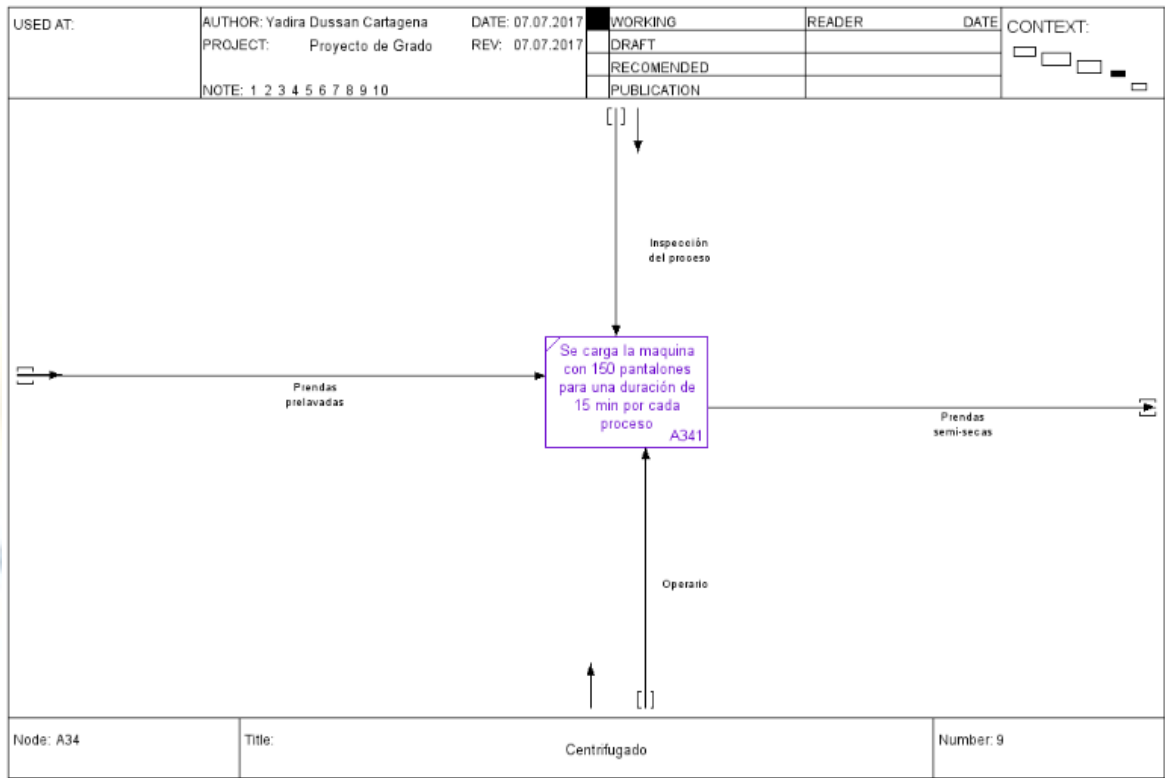 USED AT:
AUTHOR: Yadira Dussan Cartagena
DATE: 07.07.2017
PROJECT: Proyecto de Grado
REV: 07.07.2017
NOTE: 1 2 3 4 5 6 7 8 9 10
WORKING
DRAFT
RECOMENDED
PUBLICATION
READER DATE
CONTEXT:
Inspección
del proceso
Se carga la maquina
con 150 pantalones
para una duración de
15 min por cada
proceso
A341
Prendas
prelavadas
Prendas
semi-secas
Operario
Node: A34
Title:
Centrifugado
Number: 9